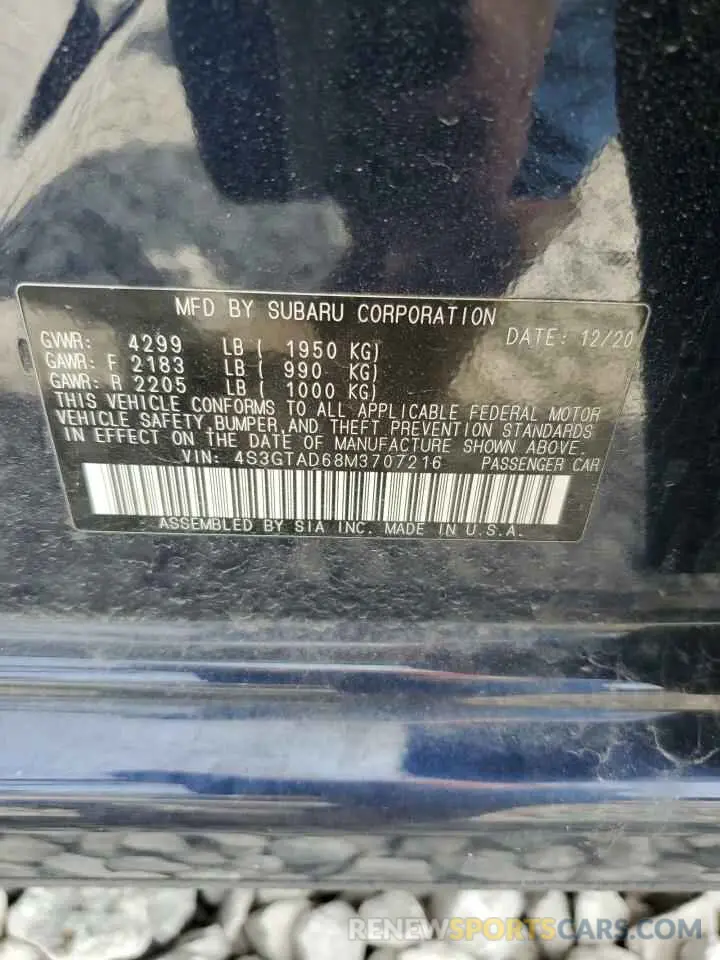 MFD BY SUBARU CORPORATION
DATE: 12/20
GVWR: 4299 LB ( 1950 KG)
GAWR: F 2183 LB ( 990 KG)
GAWR: R 2205 LB ( 1000 KG)
THIS VEHICLE CONFORMS TO ALL APPLICABLE FEDERAL MOTOR
VEHICLE SAFETY, BUMPER, AND THEFT PREVENTION STANDARDS
IN EFFECT ON THE DATE OF MANUFACTURE SHOWN ABOVE.
VIN: 4S3GTAD68M3707216 PASSENGER CAR
ASSEMBLED BY SIA INC. MADE IN U.S.A.
RENEWSPORTSCARS.COM